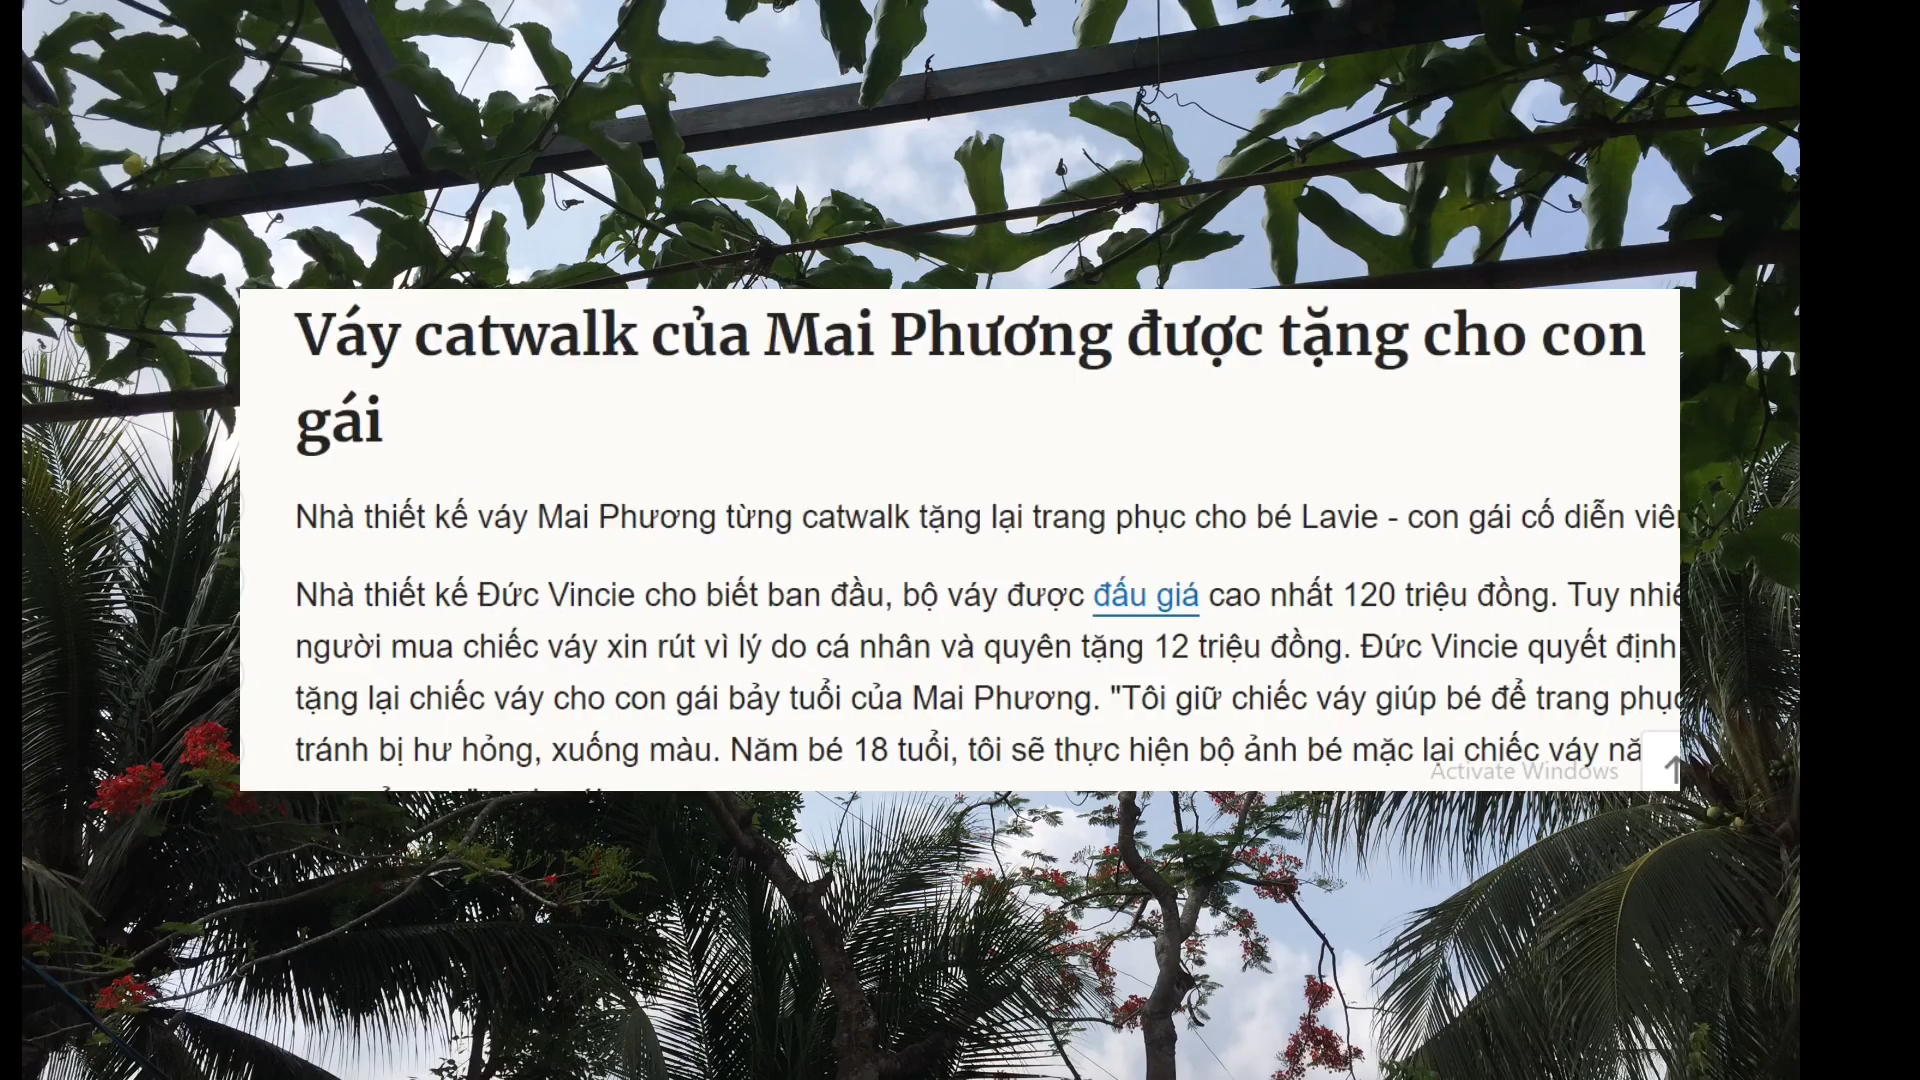 Váy catwalk của Mai Phương được tặng cho con
gái
Nhà thiết kế váy Mai Phương từng catwalk tặng lại trang phục cho bé Lavie - con gái cố diễn viên
Nhà thiết kế Đức Vincie cho biết ban đầu, bộ váy được đấu giá cao nhất 120 triệu đồng. Tuy
người mua chiếc váy xin rút vì lý do cá nhân và quyên tặng 12 triệu đồng. Đức Vincie quyết định
tặng lại chiếc váy cho con gái bảy tuổi của Mai Phương. "Tôi giữ chiếc váy giúp bé để trang phục
tránh bị hư hỏng, xuống màu. Năm bé 18 tuổi, tôi sẽ thực hiện bộ ảnh bé mặc lại chiếc váy
Activate Windows